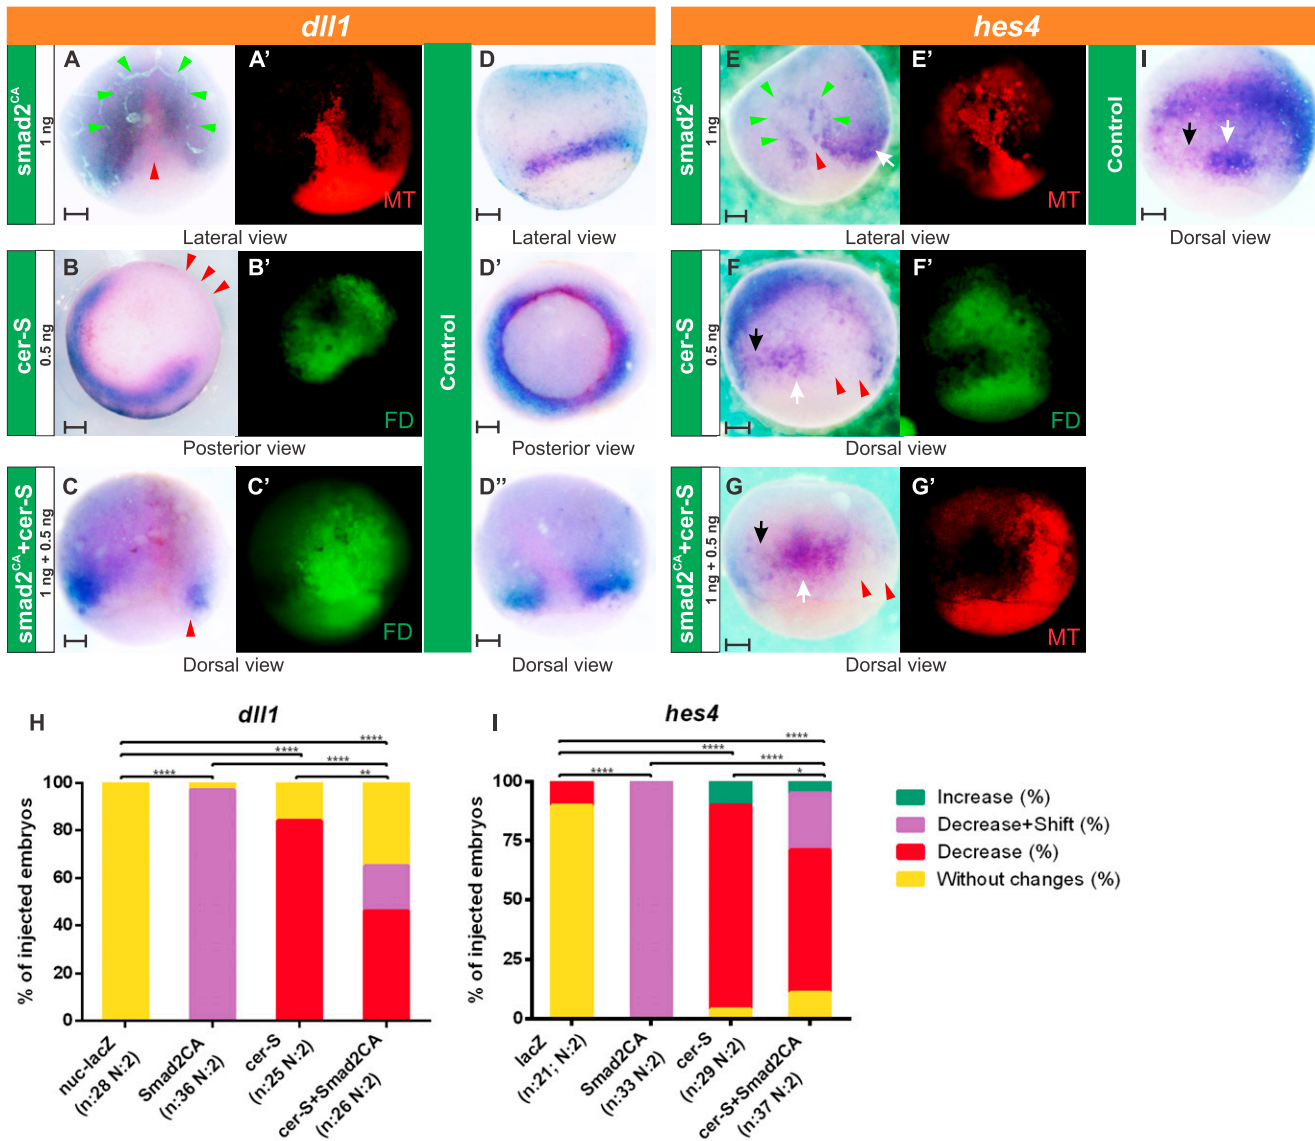 dll1
hes4
smad2CA
1 ng
A
A'
MT
Lateral view
Control
D
Lateral view
smad2CA
1 ng
E
E'
MT
Lateral view
Control
I
Dorsal view
cer-S
0.5 ng
B
B'
FD
Posterior view
D'
Posterior view
cer-S
0.5 ng
F
F'
FD
Dorsal view
smad2CA+cer-S
1 ng + 0.5 ng
C
C'
FD
Dorsal view
D''
Dorsal view
smad2CA+cer-S
1 ng + 0.5 ng
G
G'
MT
Dorsal view
H
dll1
****
****
****
****
**
% of injected embryos
100
80
60
40
20
0
nuc-lacZ
(n:28 N:2)
Smad2CA
(n:36 N:2)
cer-S
(n:25 N:2)
cer-S+Smad2CA
(n:26 N:2)
I
hes4
****
****
****
****
*
% of injected embryos
100
75
50
25
0
lacZ
(n:21; N:2)
Smad2CA
(n:33 N:2)
cer-S
(n:29 N:2)
cer-S+Smad2CA
(n:37 N:2)
Increase (%)
Decrease+Shift (%)
Decrease (%)
Without changes (%)